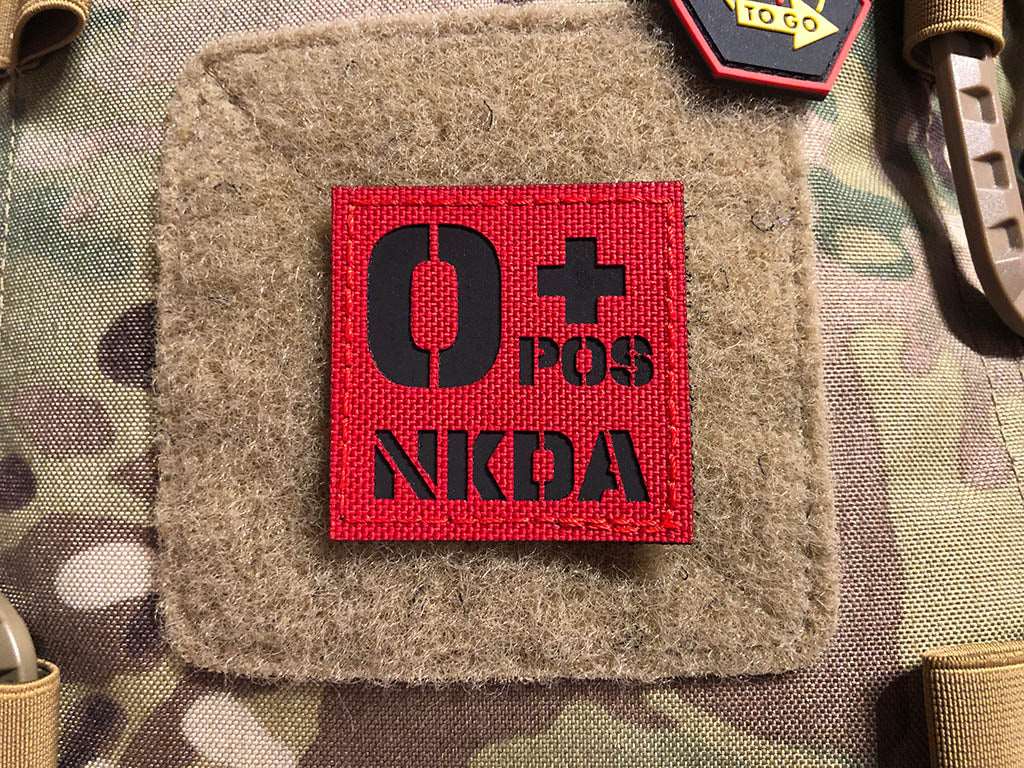 TO GO
O +
POS
NKDA